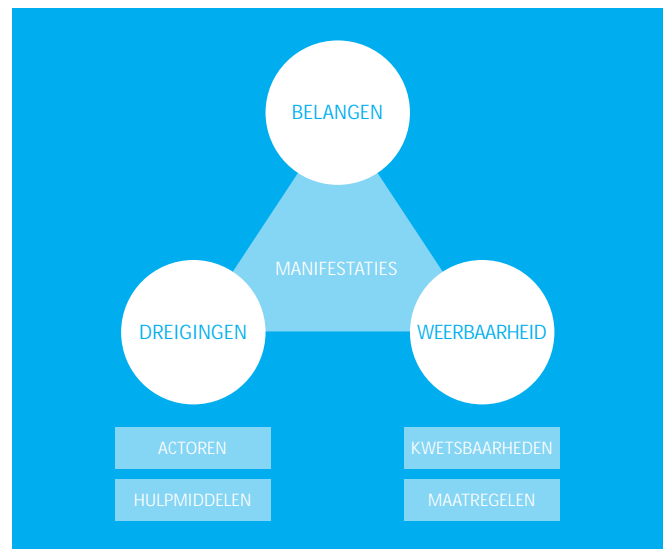 BELANGEN
MANIFESTATIES
DREIGINGEN
WEERBAARHEID
ACTOREN
KWETSBAARHEDEN
HULPMIDDELEN
MAATREGELEN